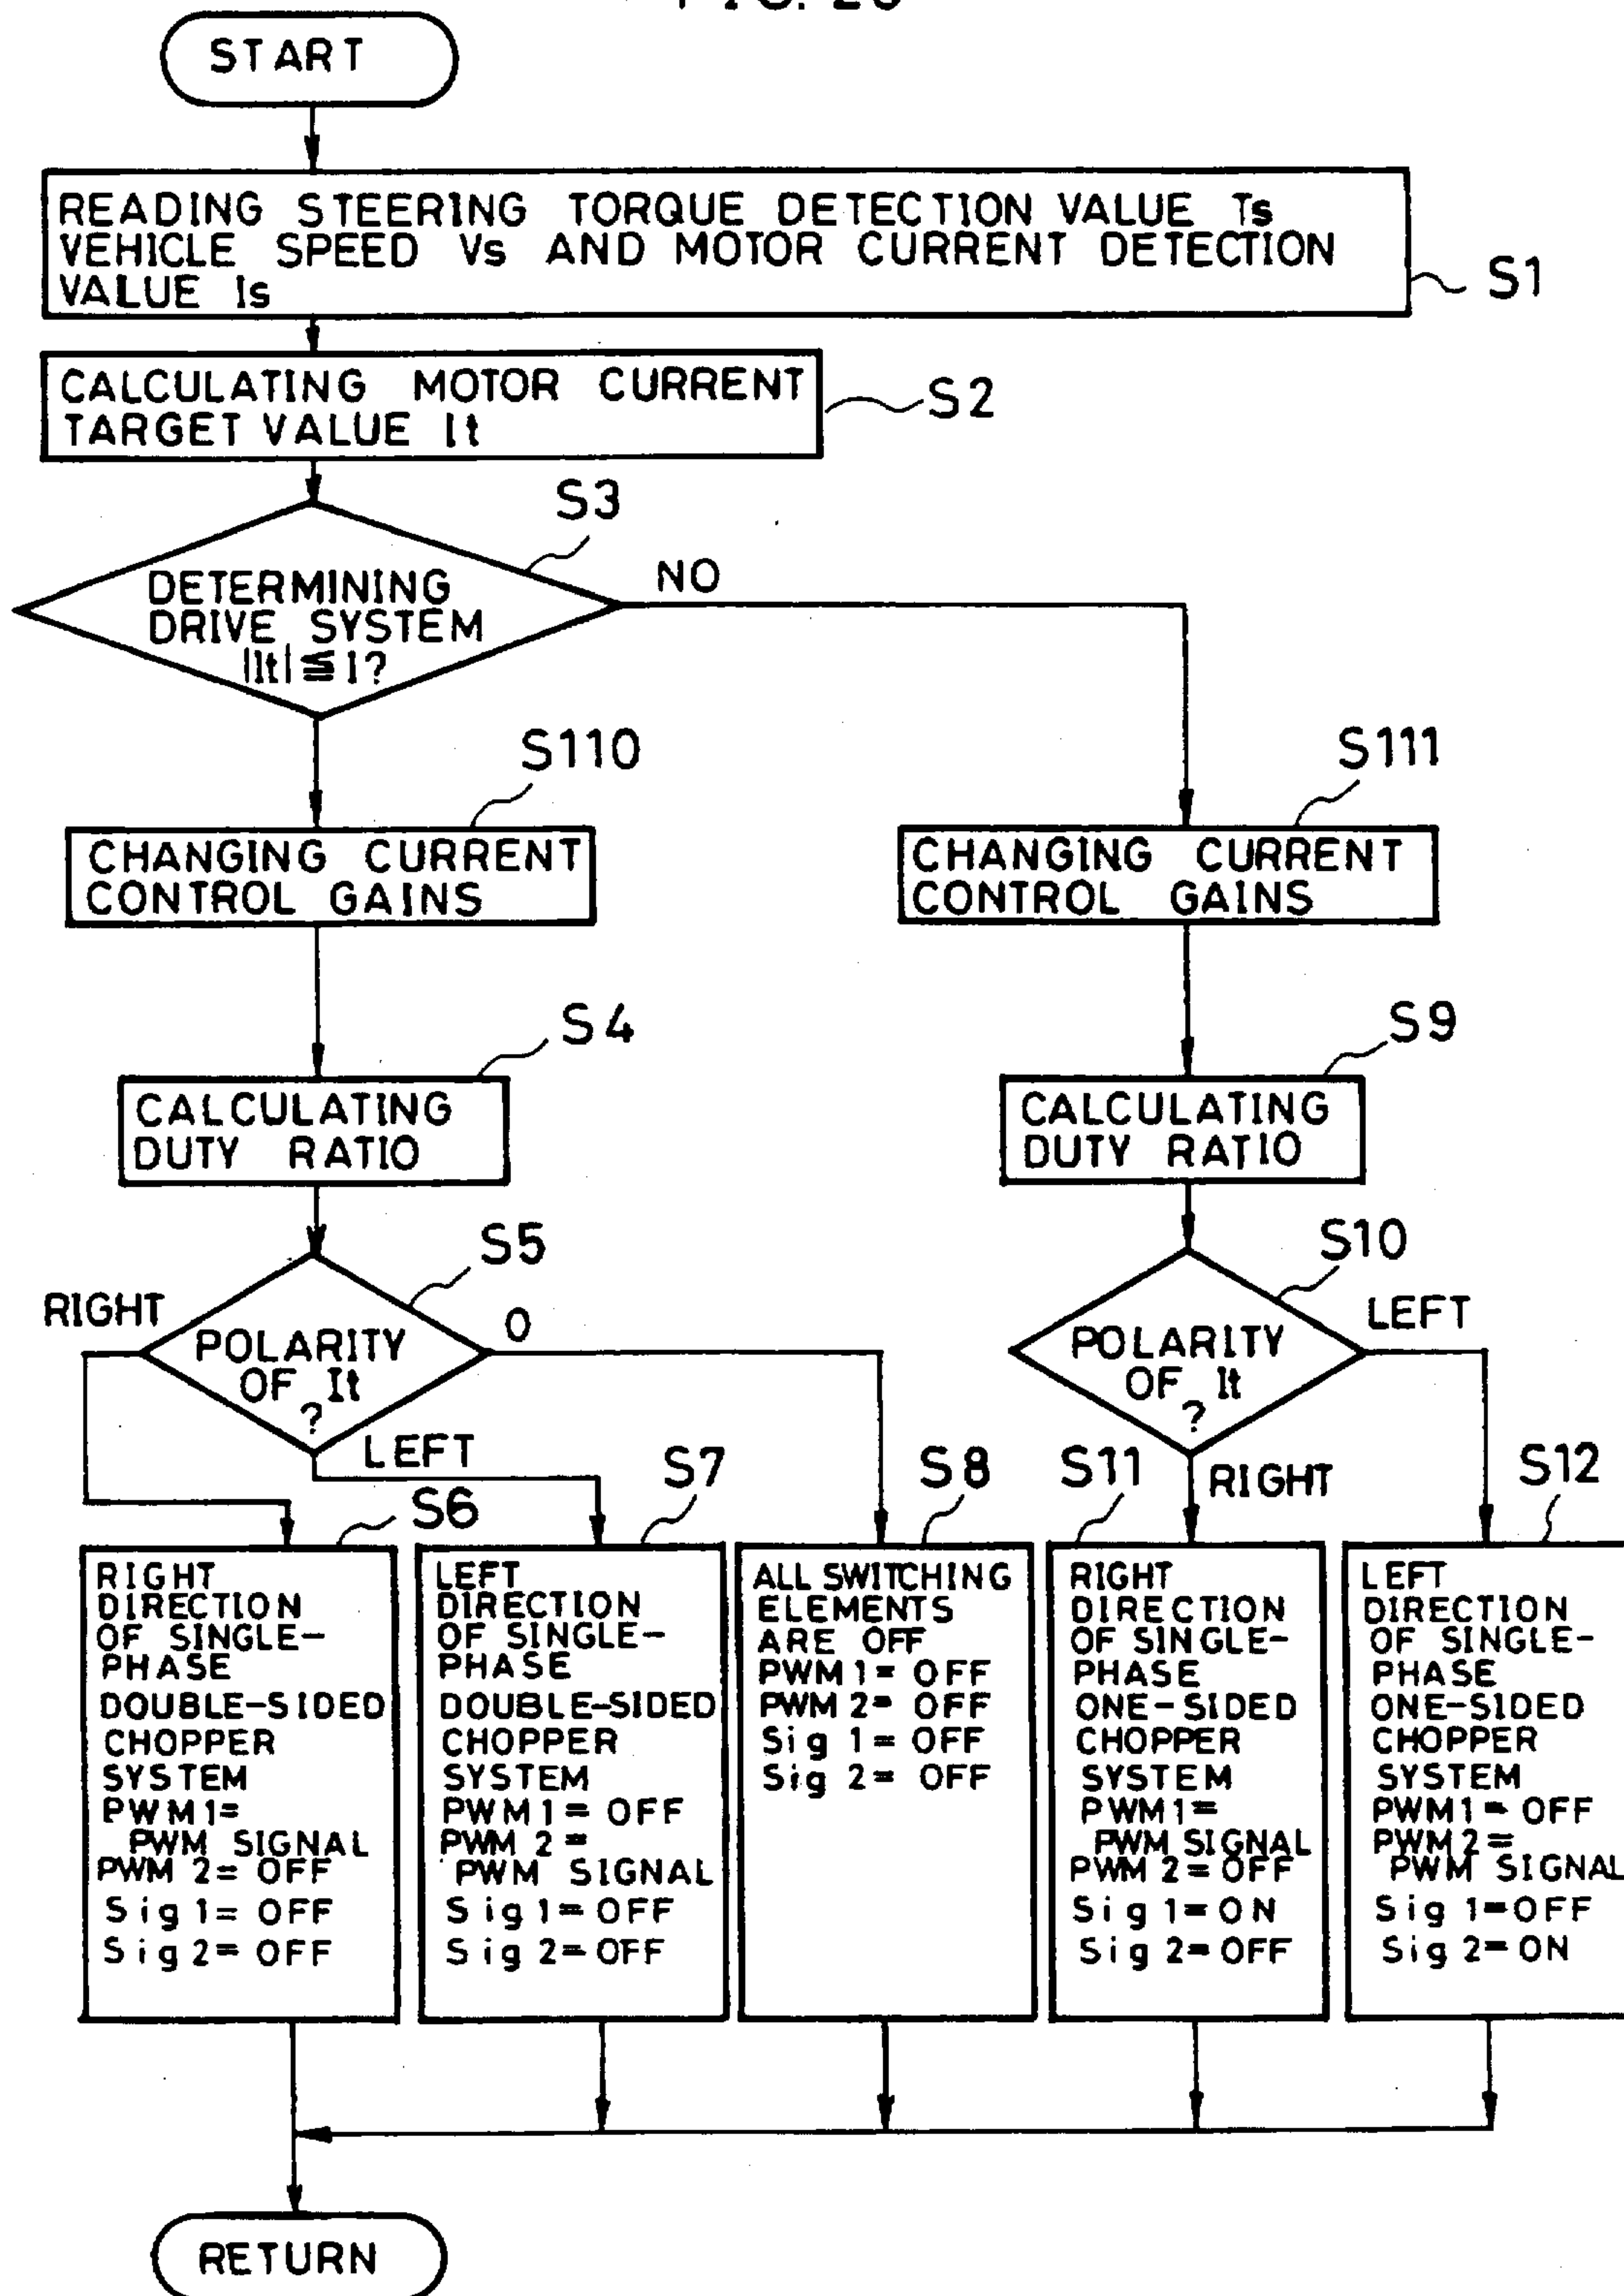 START
READING STEERING TORQUE DETECTION VALUE Ts
VEHICLE SPEED Vs AND MOTOR CURRENT DETECTION
VALUE Is
S1
CALCULATING MOTOR CURRENT
TARGET VALUE It
S2
S3
DETERMINING
DRIVE SYSTEM
|It| ≦ 1?
NO
S110
CHANGING CURRENT
CONTROL GAINS
S111
CHANGING CURRENT
CONTROL GAINS
S4
CALCULATING
DUTY RATIO
S9
CALCULATING
DUTY RATIO
S5
RIGHT
POLARITY
OF It
?
0
LEFT
S10
POLARITY
OF It
?
LEFT
RIGHT
S6
RIGHT
DIRECTION
OF SINGLE-
PHASE
DOUBLE-SIDED
CHOPPER
SYSTEM
PWM1=
PWM SIGNAL
PWM 2= OFF
Sig 1= OFF
Sig 2= OFF
S7
LEFT
DIRECTION
OF SINGLE-
PHASE
DOUBLE-SIDED
CHOPPER
SYSTEM
PWM1= OFF
PWM 2=
PWM SIGNAL
Sig 1= OFF
Sig 2= OFF
S8
ALL SWITCHING
ELEMENTS
ARE OFF
PWM1= OFF
PWM 2= OFF
Sig 1= OFF
Sig 2= OFF
S11
RIGHT
DIRECTION
OF SINGLE-
PHASE
ONE-SIDED
CHOPPER
SYSTEM
PWM1=
PWM SIGNAL
PWM 2= OFF
Sig 1= ON
Sig 2= OFF
S12
LEFT
DIRECTION
OF SINGLE-
PHASE
ONE-SIDED
CHOPPER
SYSTEM
PWM1= OFF
PWM2=
PWM SIGNAL
Sig 1=OFF
Sig 2= ON
RETURN